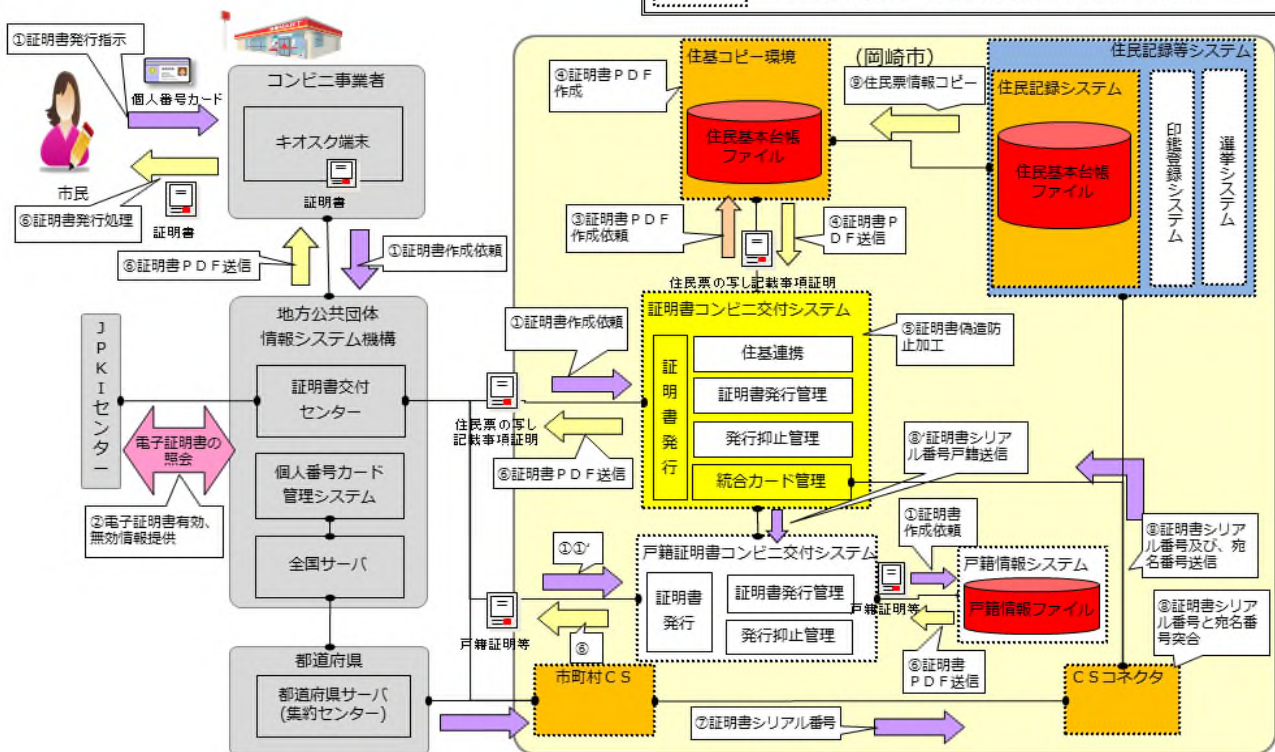 ①証明書発行指示
個人番号カード
市民
⑥証明書発行処理
証明書
コンビニ事業者
キオスク端末
証明書
⑥証明書ＰＤＦ送信
①証明書作成依頼
地方公共団体
情報システム機構
証明書交付
センター
個人番号カード
管理システム
全国サーバ
ＪＰＫＩセンター
電子証明書の
照会
②電子証明書有効、
無効情報提供
都道府県
都道府県サーバ
(集約センター)
（岡崎市）
住基コピー環境
住民基本台帳
ファイル
④証明書ＰＤＦ
作成
⑨住民票情報コピー
住民記録等システム
住民記録システム
住民基本台帳
ファイル
印鑑登録システム
選挙システム
③証明書ＰＤＦ
作成依頼
④証明書Ｐ
ＤＦ送信
住民票の写し記載事項証明
証明書コンビニ交付システム
証明書発行
住基連携
証明書発行管理
発行抑止管理
統合カード管理
⑤証明書偽造防
止加工
①証明書作成依頼
住民票の写し
記載事項証明
⑥証明書ＰＤＦ送信
⑧'証明書シリア
ル番号戸籍送信
①証明書
作成依頼
⑧証明書シリ
アル番号及び、宛
名番号送信
戸籍証明書コンビニ交付システム
証明書
発行
証明書発行管理
発行抑止管理
①①'
⑥
戸籍証明等
戸籍証明等
戸籍情報システム
戸籍情報ファイル
⑥証明書
ＰＤＦ送信
⑧証明書シリア
ル番号と宛名番
号突合
市町村ＣＳ
⑦証明書シリアル番号
ＣＳコネクタ